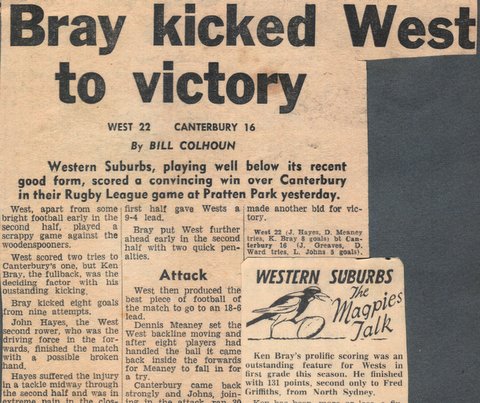 Bray kicked West
to victory
WEST 22 CANTERBURY 16
By BILL COLHOUN
Western Suburbs, playing well below its recent
good form, scored a convincing win over Canterbury
in their Rugby League game at Pratten Park yesterday.
West, apart from some
bright football early in the
second half, played a
scrappy game against the
woodenspooners.
West scored two tries to
Canterbury's one, but Ken
Bray, the fullback, was the
deciding factor with his
oustanding kicking.
Bray kicked eight goals
from nine attempts.
John Hayes, the West
second rower, who was the
driving force in the for-
wards, finished the match
with a possible broken
hand.
Hayes suffered the injury
in a tackle midway through
the second half and was in
extreme pain in the clos-
first half gave Wests a
9-4 lead.
Bray put West further
ahead early in the second
half with two quick pen-
alties.
Attack
West then produced the
best piece of football of
the match to go to an 18-6
lead.
Dennis Meaney set the
West backline moving and
after eight players had
handled the ball it came
back inside the forwards
for Meaney to fall in for
a try.
Canterbury came back
strongly and Johns, join-
ing in the attack, ran 30
made another bid for vic-
tory.
West 22 (J. Hayes, D. Meaney
tries, K. Bray 8 goals) bt Can-
terbury 16 (J. Greaves, D.
Ward tries, L. Johns 5 goals).
WESTERN SUBURBS
The
Magpies
Talk
Ken Bray's prolific scoring was an
outstanding feature for Wests in
first grade this season. He finished
with 131 points, second only to Fred
Griffiths, from North Sydney.